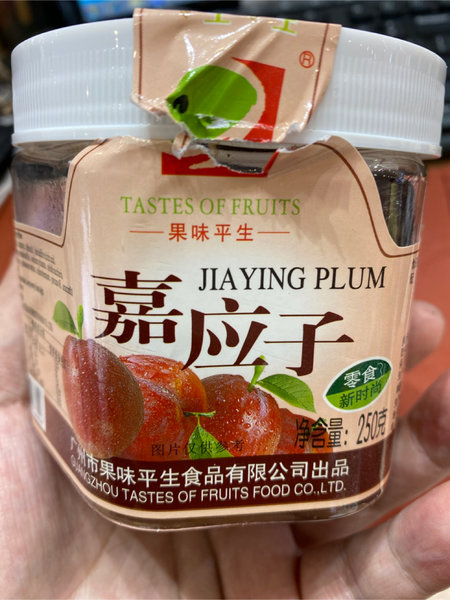 ®
TASTES OF FRUITS
果味平生
JIAYING PLUM
嘉应子
零食
新时尚
图片仅供参考
净含量: 250克
广州市果味平生食品有限公司出品
GUANGZHOU TASTES OF FRUITS FOOD CO.,LTD.